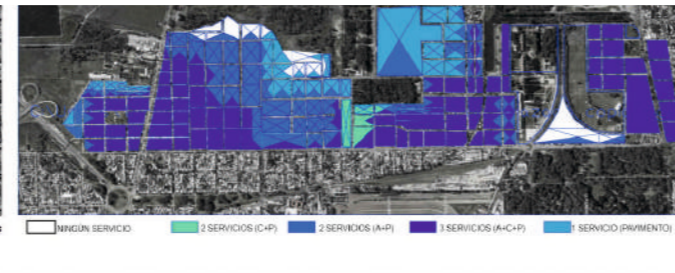 NINGÚN SERVICIO
2 SERVICIOS (C+P)
2 SERVICIOS (A+P)
3 SERVICIOS (A+C+P)
1 SERVICIO (PAVIMENTO)